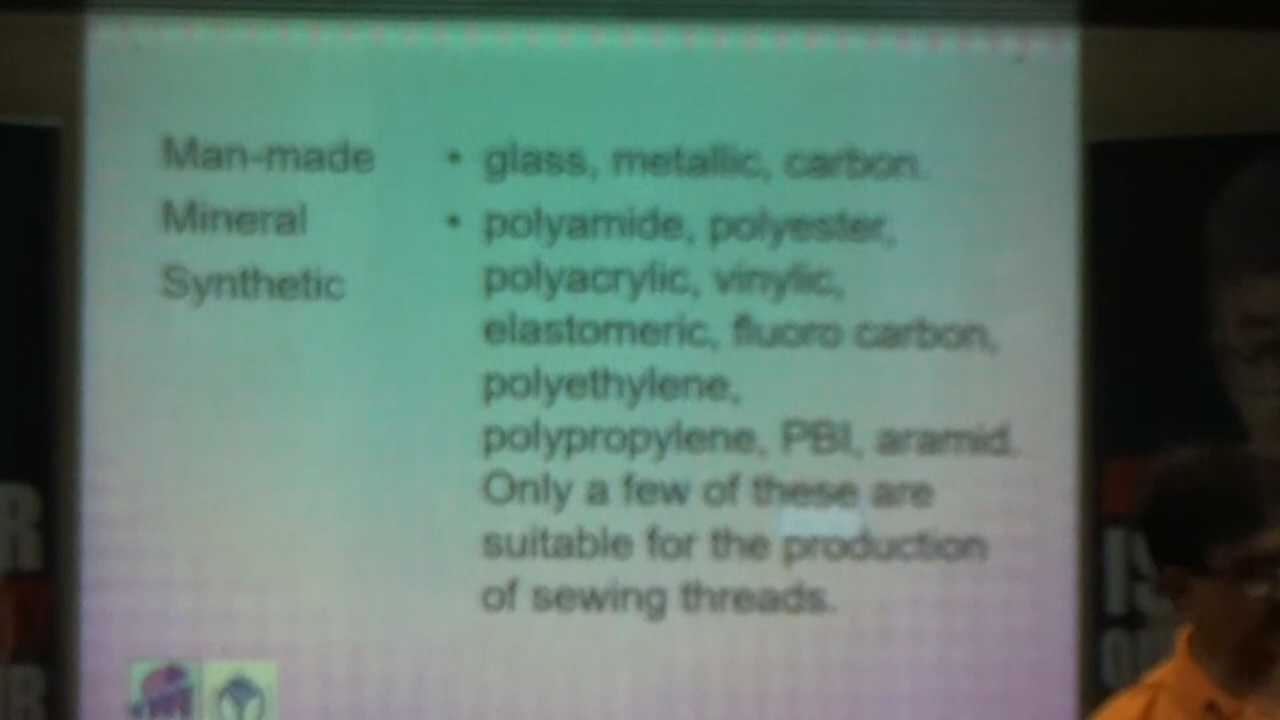 Man-made
Mineral
Synthetic
• glass, metallic, carbon.
• polyamide, polyester,
polyacrylic, vinylic,
elastomeric, fluoro carbon,
polyethylene,
polypropylene, PBI, aramid.
Only a few of these are
suitable for the production
of sewing threads.
R
IS